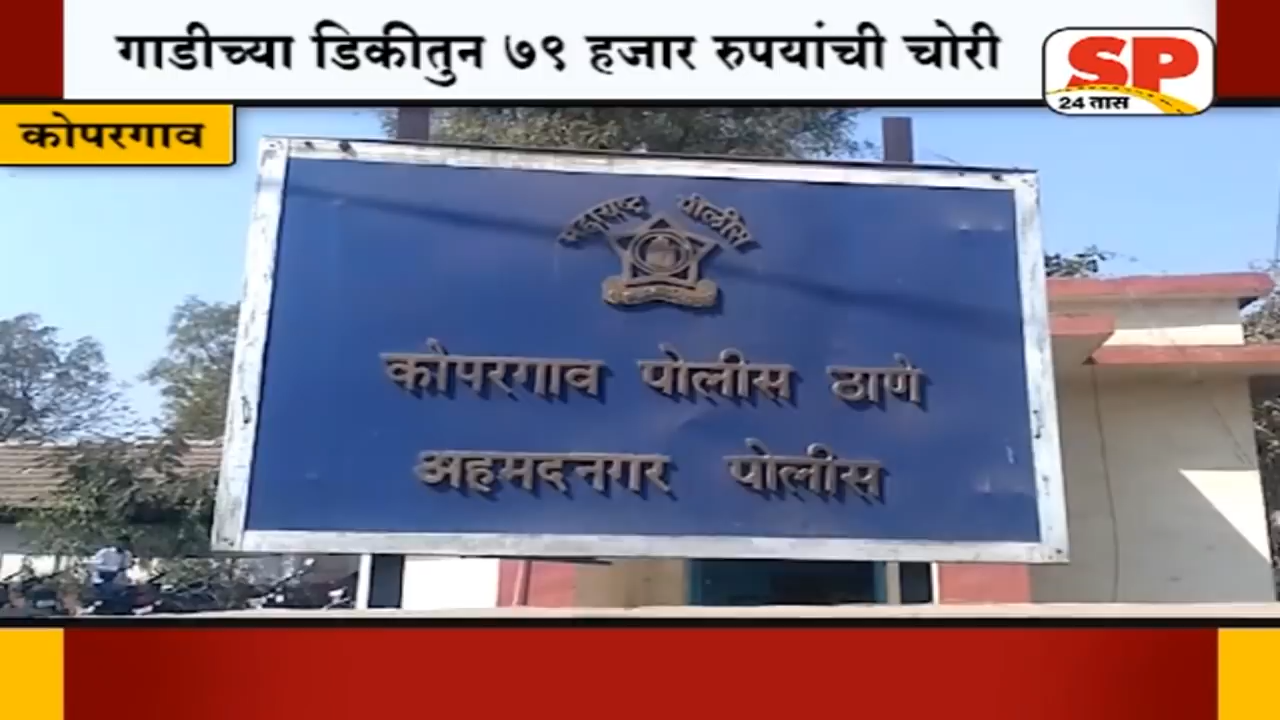 गाडीच्या डिकीतुन ७९ हजार रुपयांची चोरी
SP
24 तास
कोपरगाव
महाराष्ट्र पोलीस
कोपरगाव पोलीस ठाणे
अहमदनगर पोलीस